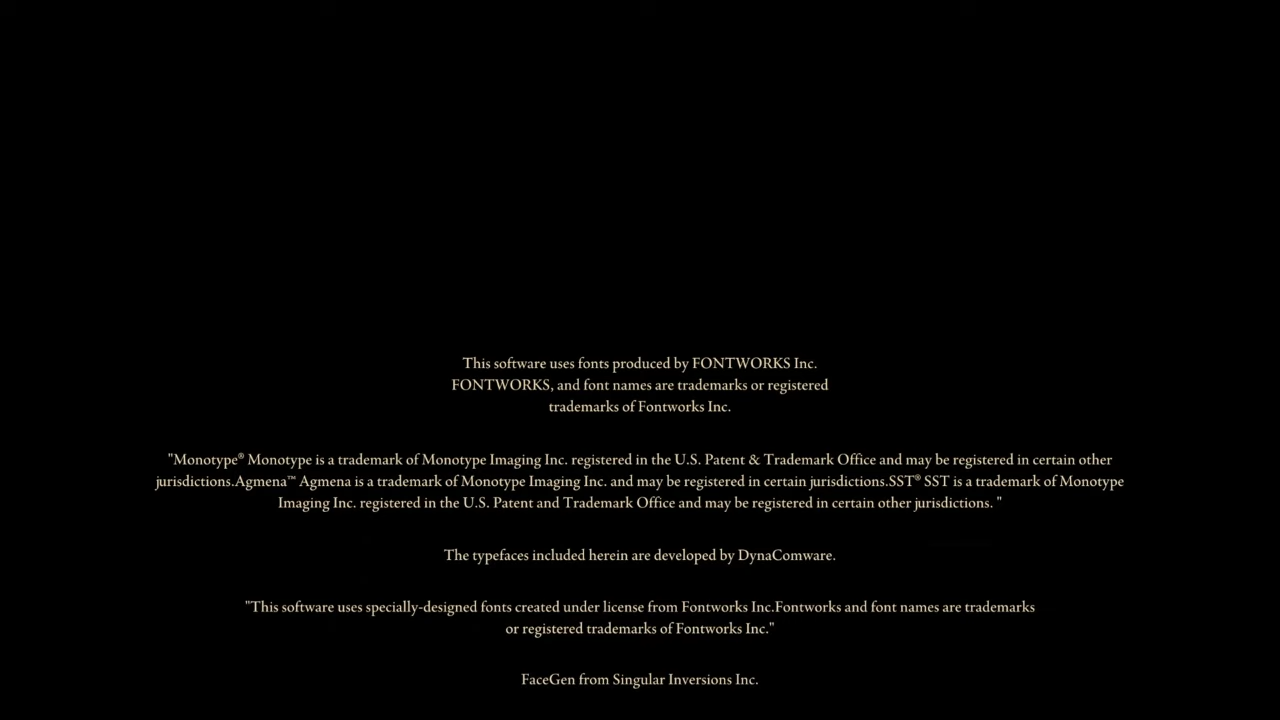 This software uses fonts produced by FONTWORKS Inc.
FONTWORKS, and font names are trademarks or registered
trademarks of Fontworks Inc.
"Monotype® Monotype is a trademark of Monotype Imaging Inc. registered in the U.S. Patent & Trademark Office and may be registered in certain other
jurisdictions.Agmena™ Agmena is a trademark of Monotype Imaging Inc. and may be registered in certain jurisdictions.SST® SST is a trademark of Monotype
Imaging Inc. registered in the U.S. Patent and Trademark Office and may be registered in certain other jurisdictions. "
The typefaces included herein are developed by DynaComware.
"This software uses specially-designed fonts created under license from Fontworks Inc.Fontworks and font names are trademarks
or registered trademarks of Fontworks Inc."
FaceGen from Singular Inversions Inc.